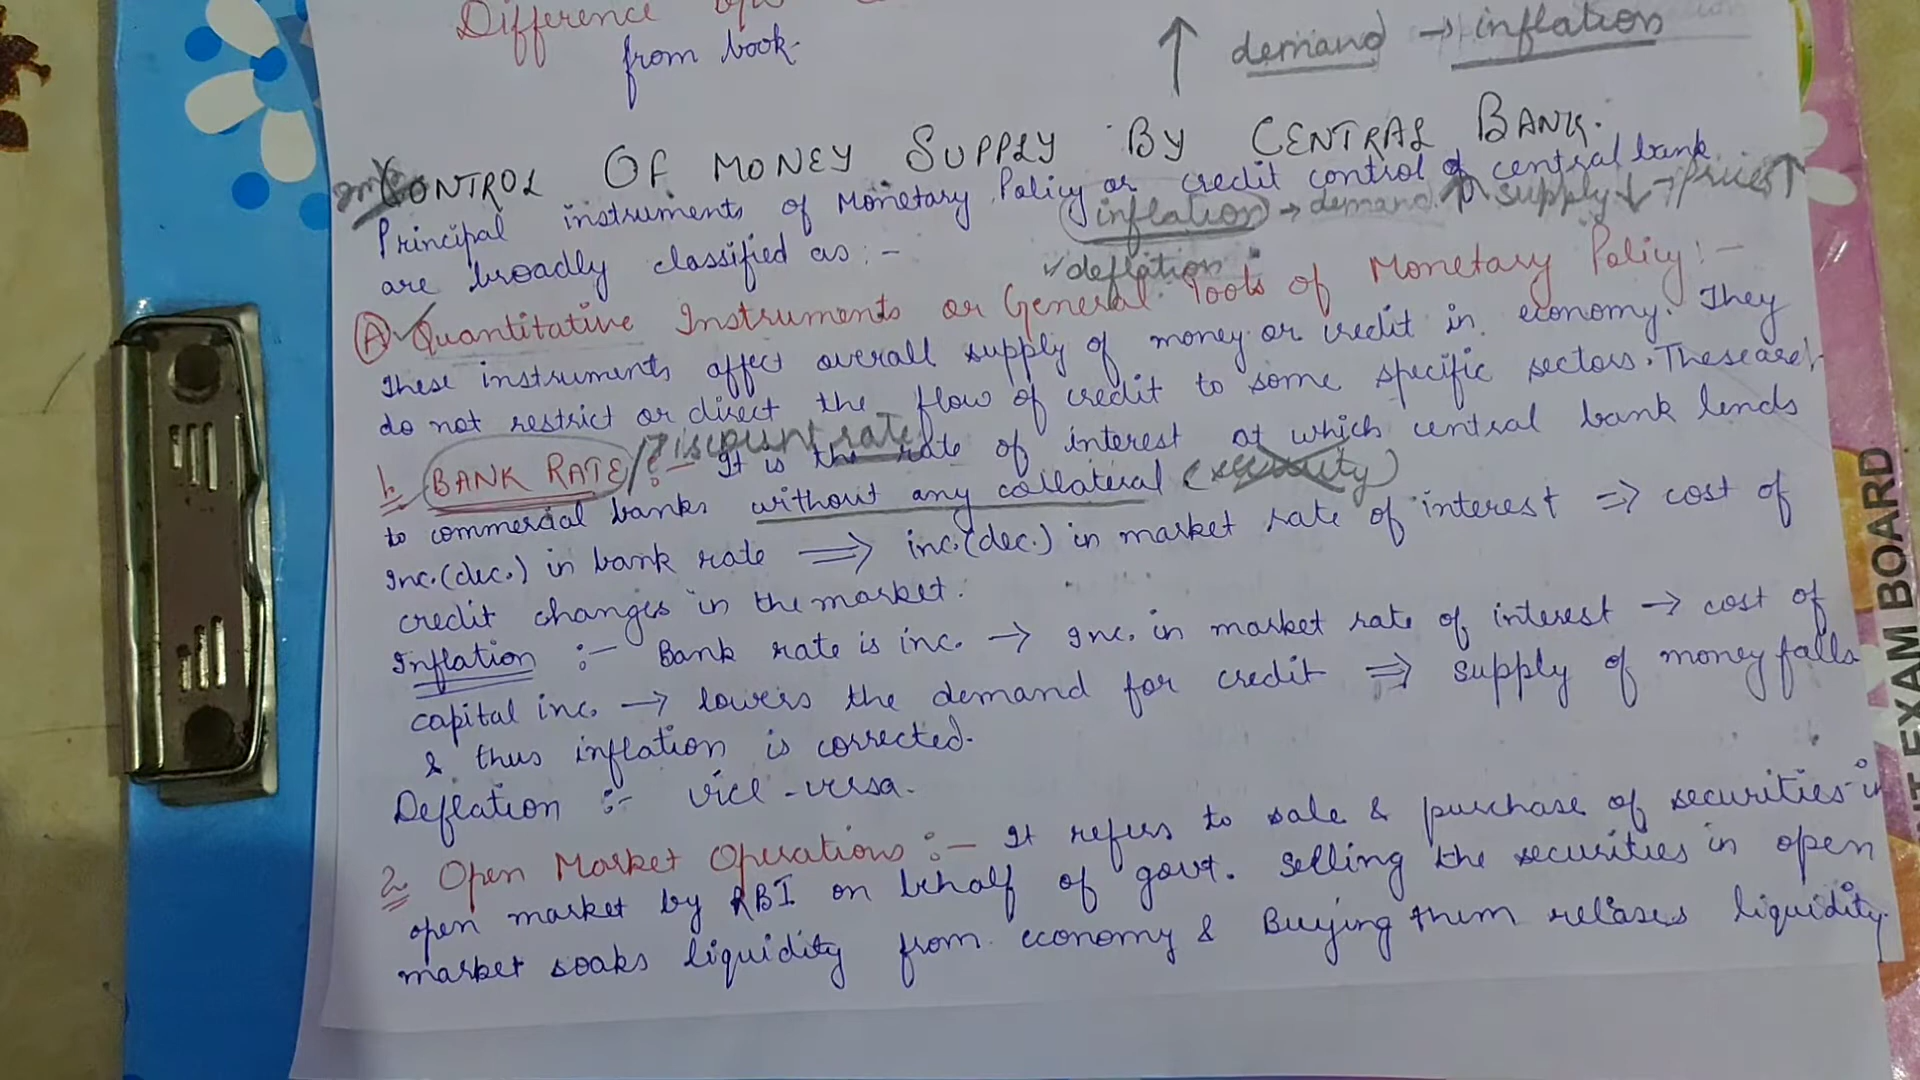 Difference
from book.
↑ demand → inflation
CONTROL OF MONEY SUPPLY BY CENTRAL BANK.
Principal instruments of Monetary Policy or credit control of central bank
inflation → demand ↑ supply ↓ → prices ↑
are broadly classified as :-
✓deflation
(A) Quantitative Instruments or General Tools of Monetary Policy :-
These instruments affect overall supply of money or credit in economy. They
do not restrict or direct the flow of credit to some specific sectors. These are
1. BANK RATE / Discount rate :- It is the rate of interest at which central bank lends
to commercial banks without any collateral (security)
Inc.(dec.) in bank rate ⇒ inc.(dec.) in market rate of interest ⇒ cost of
credit changes in the market.
Inflation :- Bank rate is inc. → Inc. in market rate of interest → cost of
capital inc. → lowers the demand for credit ⇒ supply of money falls
& thus inflation is corrected.
Deflation :- vice-versa.
2. Open Market Operations :- It refers to sale & purchase of securities in
open market by RBI on behalf of govt. Selling the securities in open
market soaks liquidity from economy & Buying them releases liquidity.
EXAM BOARD